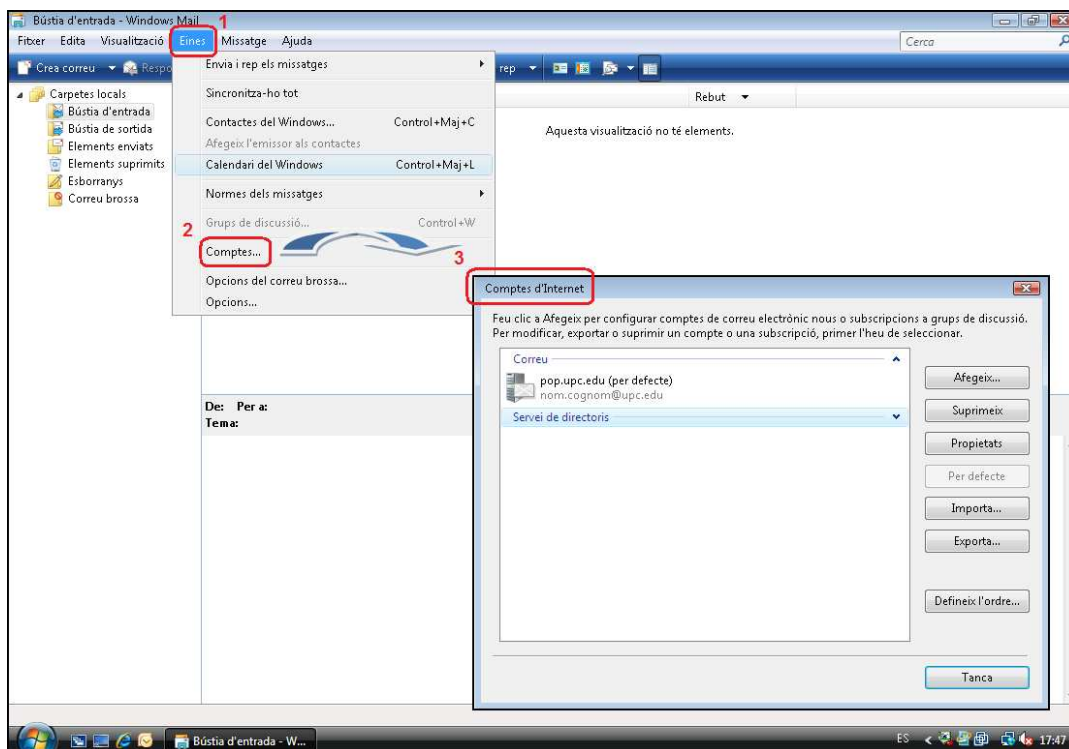 Bústia d'entrada - Windows Mail
1
Fitxer Edita Visualització Eines Missatge Ajuda
Cerca
Crea correu Respo
rep
Envia i rep els missatges
Sincronitza-ho tot
Contactes del Windows... Control+Maj+C
Afegeix l'emissor als contactes
Calendari del Windows Control+Maj+L
Normes dels missatges
Grups de discussió... Control+W
2
Comptes...
3
Opcions del correu brossa...
Opcions...
Carpetes locals
Bústia d'entrada
Bústia de sortida
Elements enviats
Elements suprimits
Esborranys
Correu brossa
Rebut
Aquesta visualització no té elements.
De: Per a:
Tema:
Comptes d'Internet
Feu clic a Afegeix per configurar comptes de correu electrònic nous o subscripcions a grups de discussió.
Per modificar, exportar o suprimir un compte o una subscripció, primer l'heu de seleccionar.
Correu
pop.upc.edu (per defecte)
nom.cognom@upc.edu
Servei de directoris
Afegeix...
Suprimeix
Propietats
Per defecte
Importa...
Exporta...
Defineix l'ordre...
Tanca
Bústia d'entrada - W...
ES
17:47